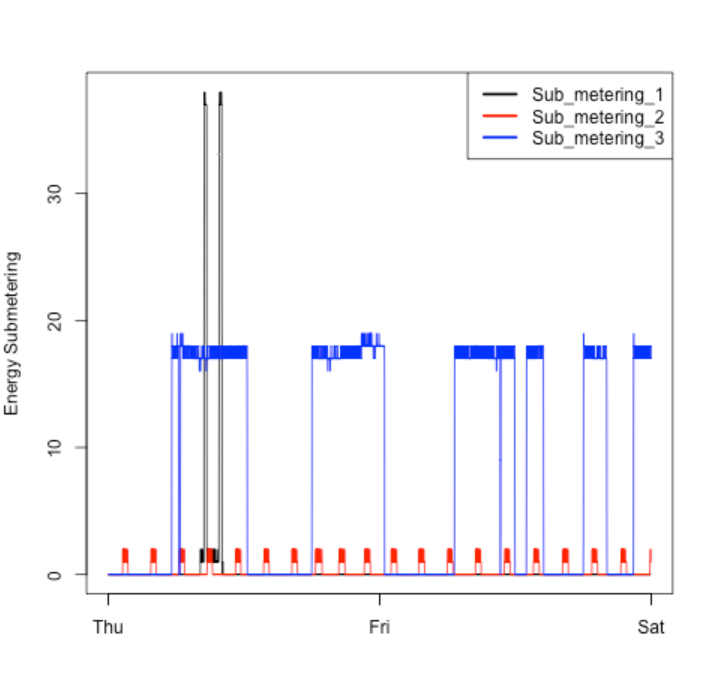 Sub_metering_1
Sub_metering_2
Sub_metering_3
Energy Submetering
30
20
10
0
Thu Fri Sat